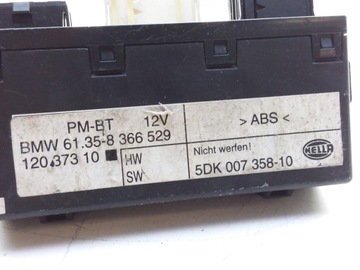 PM-BT 12V
BMW 61.35-8 366 529
120.373 10
HW
SW
>ABS<
Nicht werfen!
5DK 007 358-10
HELLA